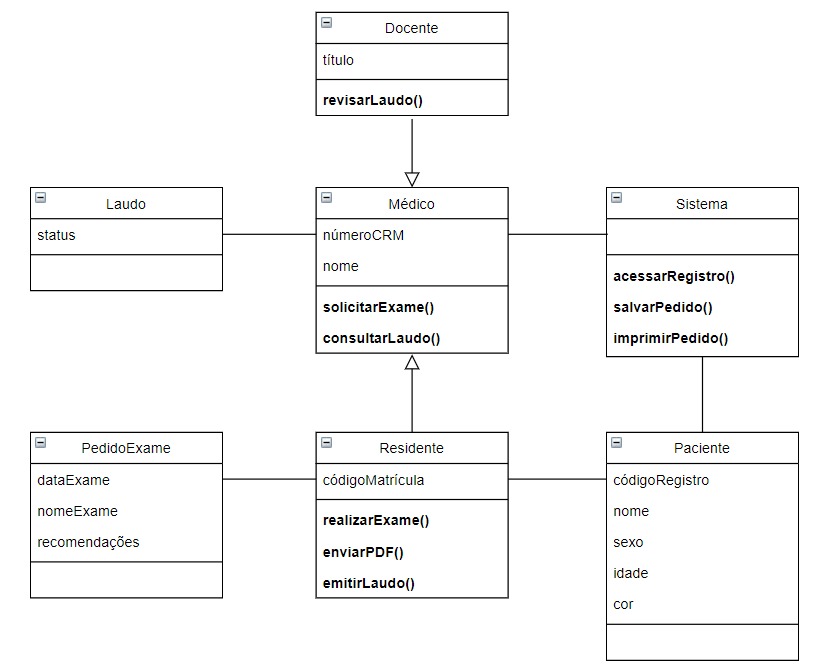 Docente
título
revisarLaudo()
Laudo
status
Médico
númeroCRM
nome
solicitarExame()
consultarLaudo()
Sistema
acessarRegistro()
salvarPedido()
imprimirPedido()
PedidoExame
dataExame
nomeExame
recomendações
Residente
códigoMatrícula
realizarExame()
enviarPDF()
emitirLaudo()
Paciente
códigoRegistro
nome
sexo
idade
cor